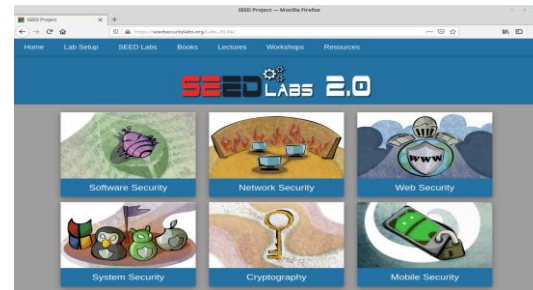 SEED Project — Mozilla Firefox
SEED Project
https://seedsecuritylabs.org/Labs_20.04/
Home Lab Setup SEED Labs Books Lectures Workshops Resources
SEED LABS 2.0
WWW
Software Security Network Security Web Security
System Security Cryptography Mobile Security